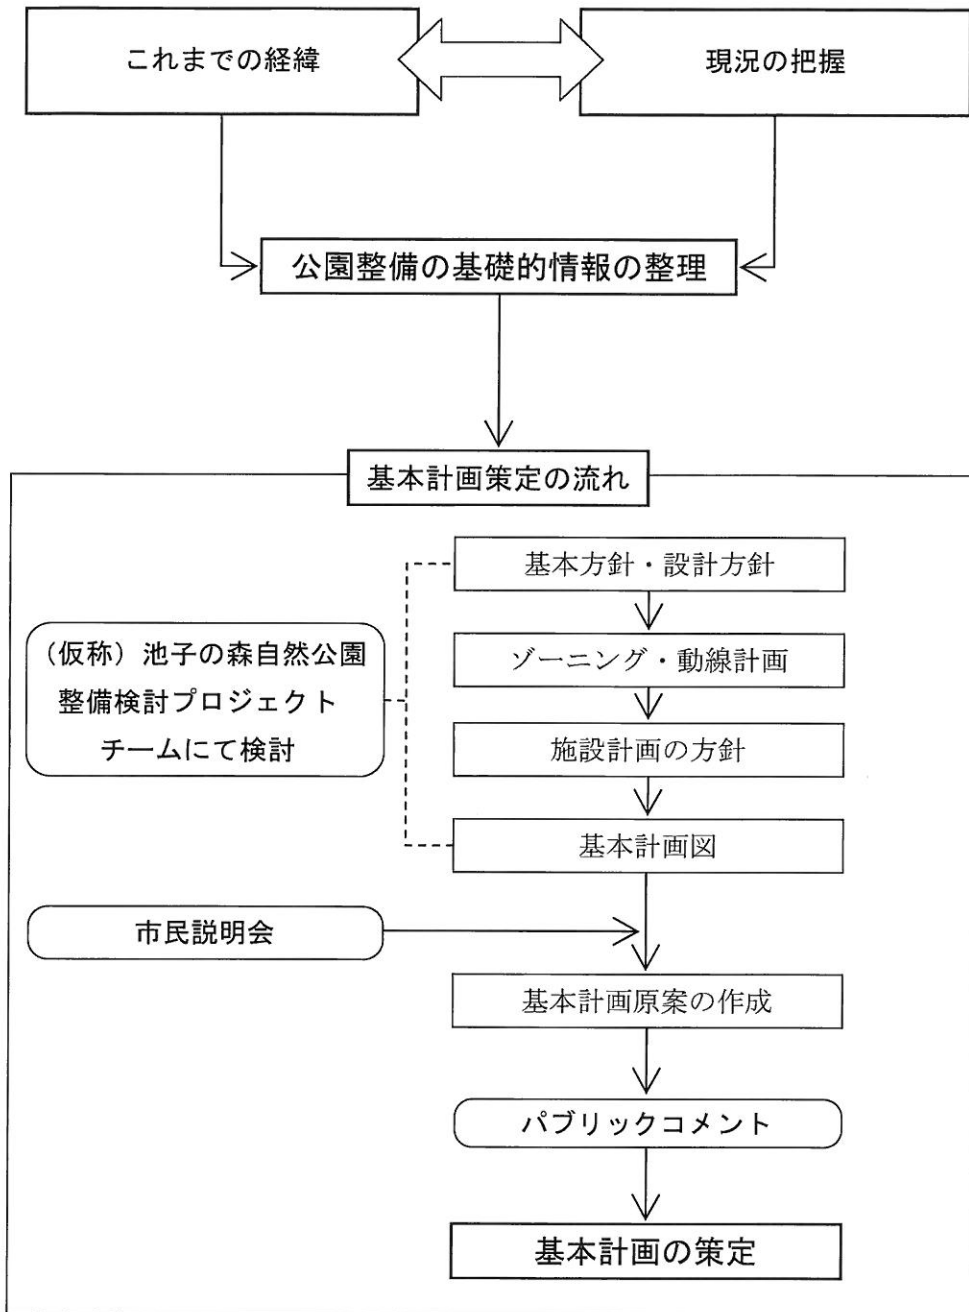 これまでの経緯
現況の把握
公園整備の基礎的情報の整理
基本計画策定の流れ
基本方針・設計方針
ゾーニング・動線計画
施設計画の方針
基本計画図
(仮称)池子の森自然公園
整備検討プロジェクト
チームにて検討
市民説明会
基本計画原案の作成
パブリックコメント
基本計画の策定